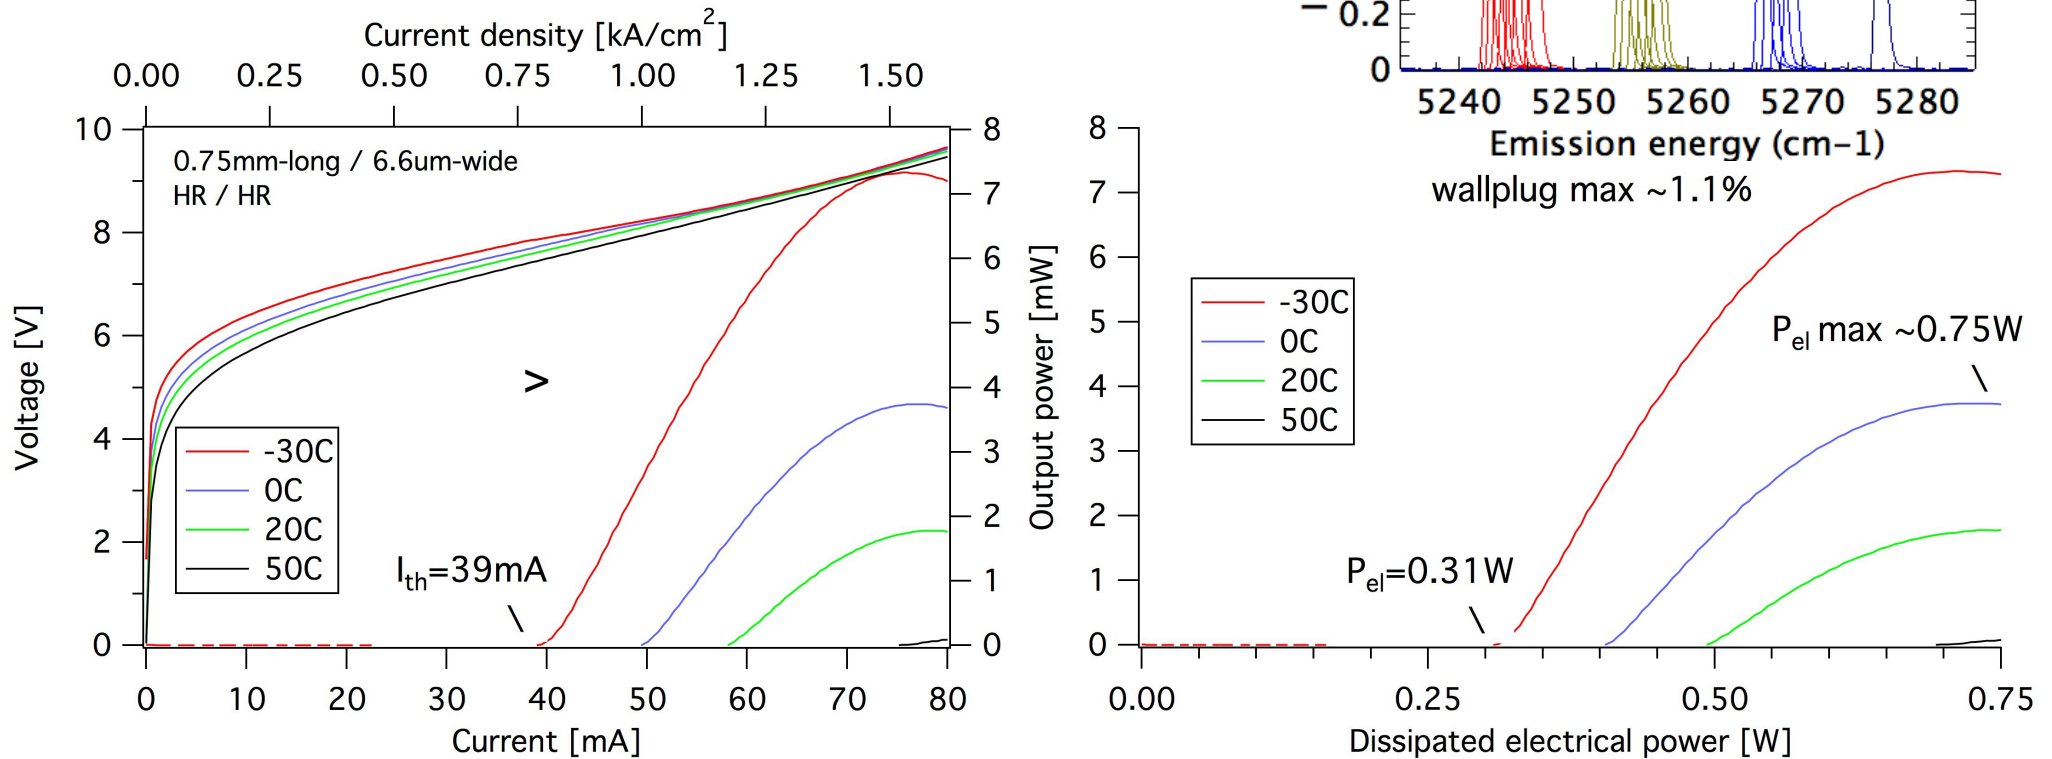 Current density [kA/cm2]
0.00 0.25 0.50 0.75 1.00 1.25 1.50
10
8
6
4
2
0
Voltage [V]
0.75mm-long / 6.6um-wide
HR / HR
>
-30C
0C
20C
50C
Ith=39mA
8
7
6
5
4
3
2
1
0
0 10 20 30 40 50 60 70 80
Current [mA]
Output power [mW]
0.2
0
5240 5250 5260 5270 5280
Emission energy (cm-1)
wallplug max ~1.1%
8
7
6
5
4
3
2
1
0
-30C
0C
20C
50C
Pel max ~0.75W
Pel=0.31W
0.00 0.25 0.50 0.75
Dissipated electrical power [W]